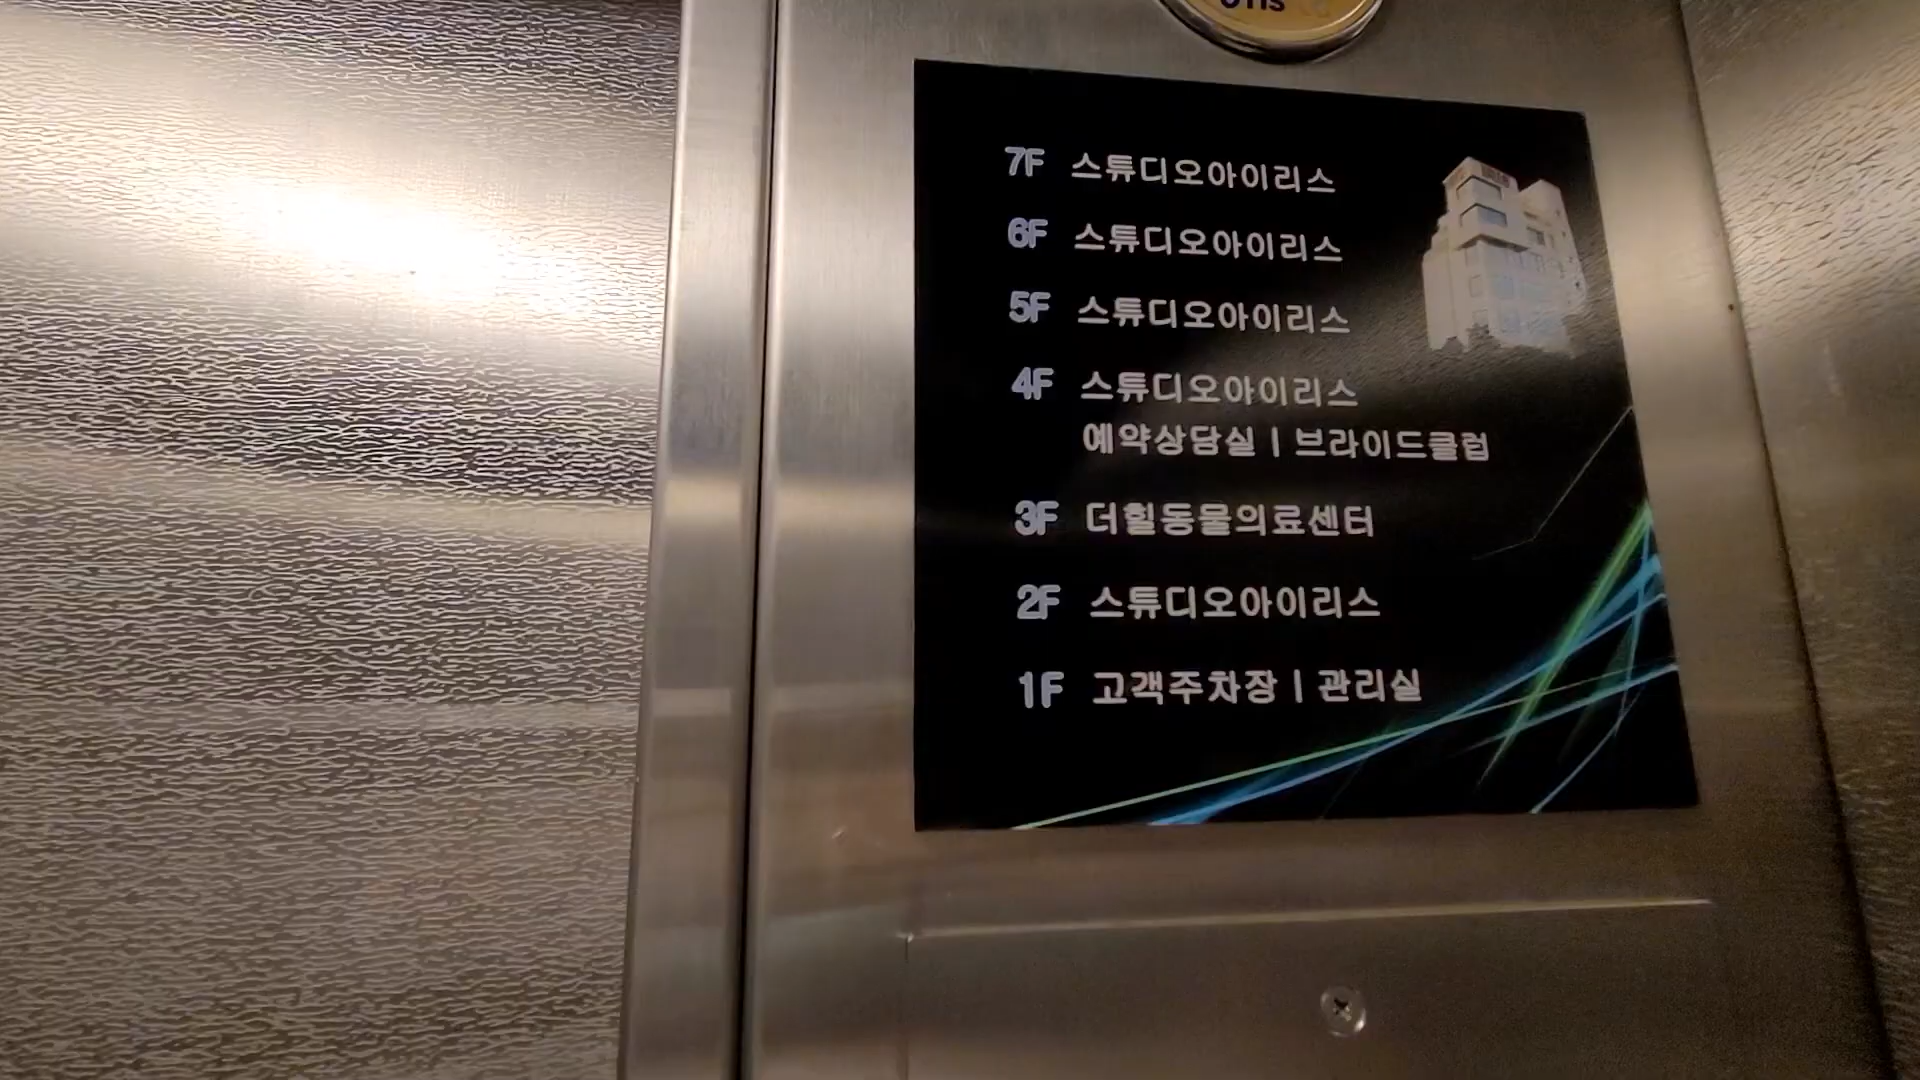 7F 스튜디오아이리스
6F 스튜디오아이리스
5F 스튜디오아이리스
4F 스튜디오아이리스
예약상담실 | 브라이드클럽
3F 더힐동물의료센터
2F 스튜디오아이리스
1F 고객주차장 | 관리실